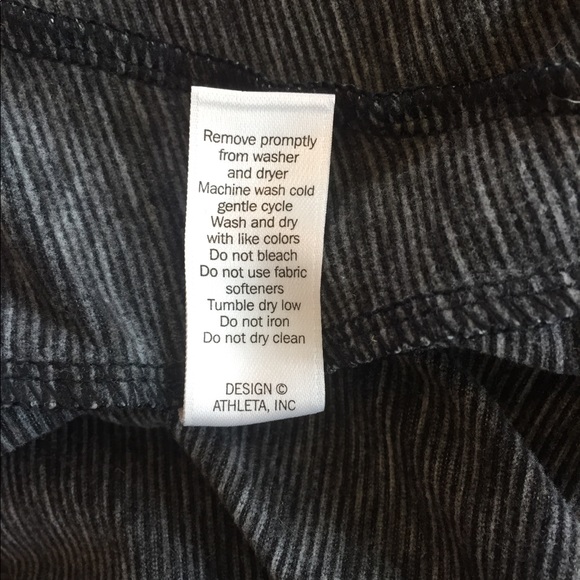 Remove promptly
from washer
and dryer
Machine wash cold
gentle cycle
Wash and dry
with like colors
Do not bleach
Do not use fabric
softeners
Tumble dry low
Do not iron
Do not dry clean
DESIGN ©
ATHLETA, INC